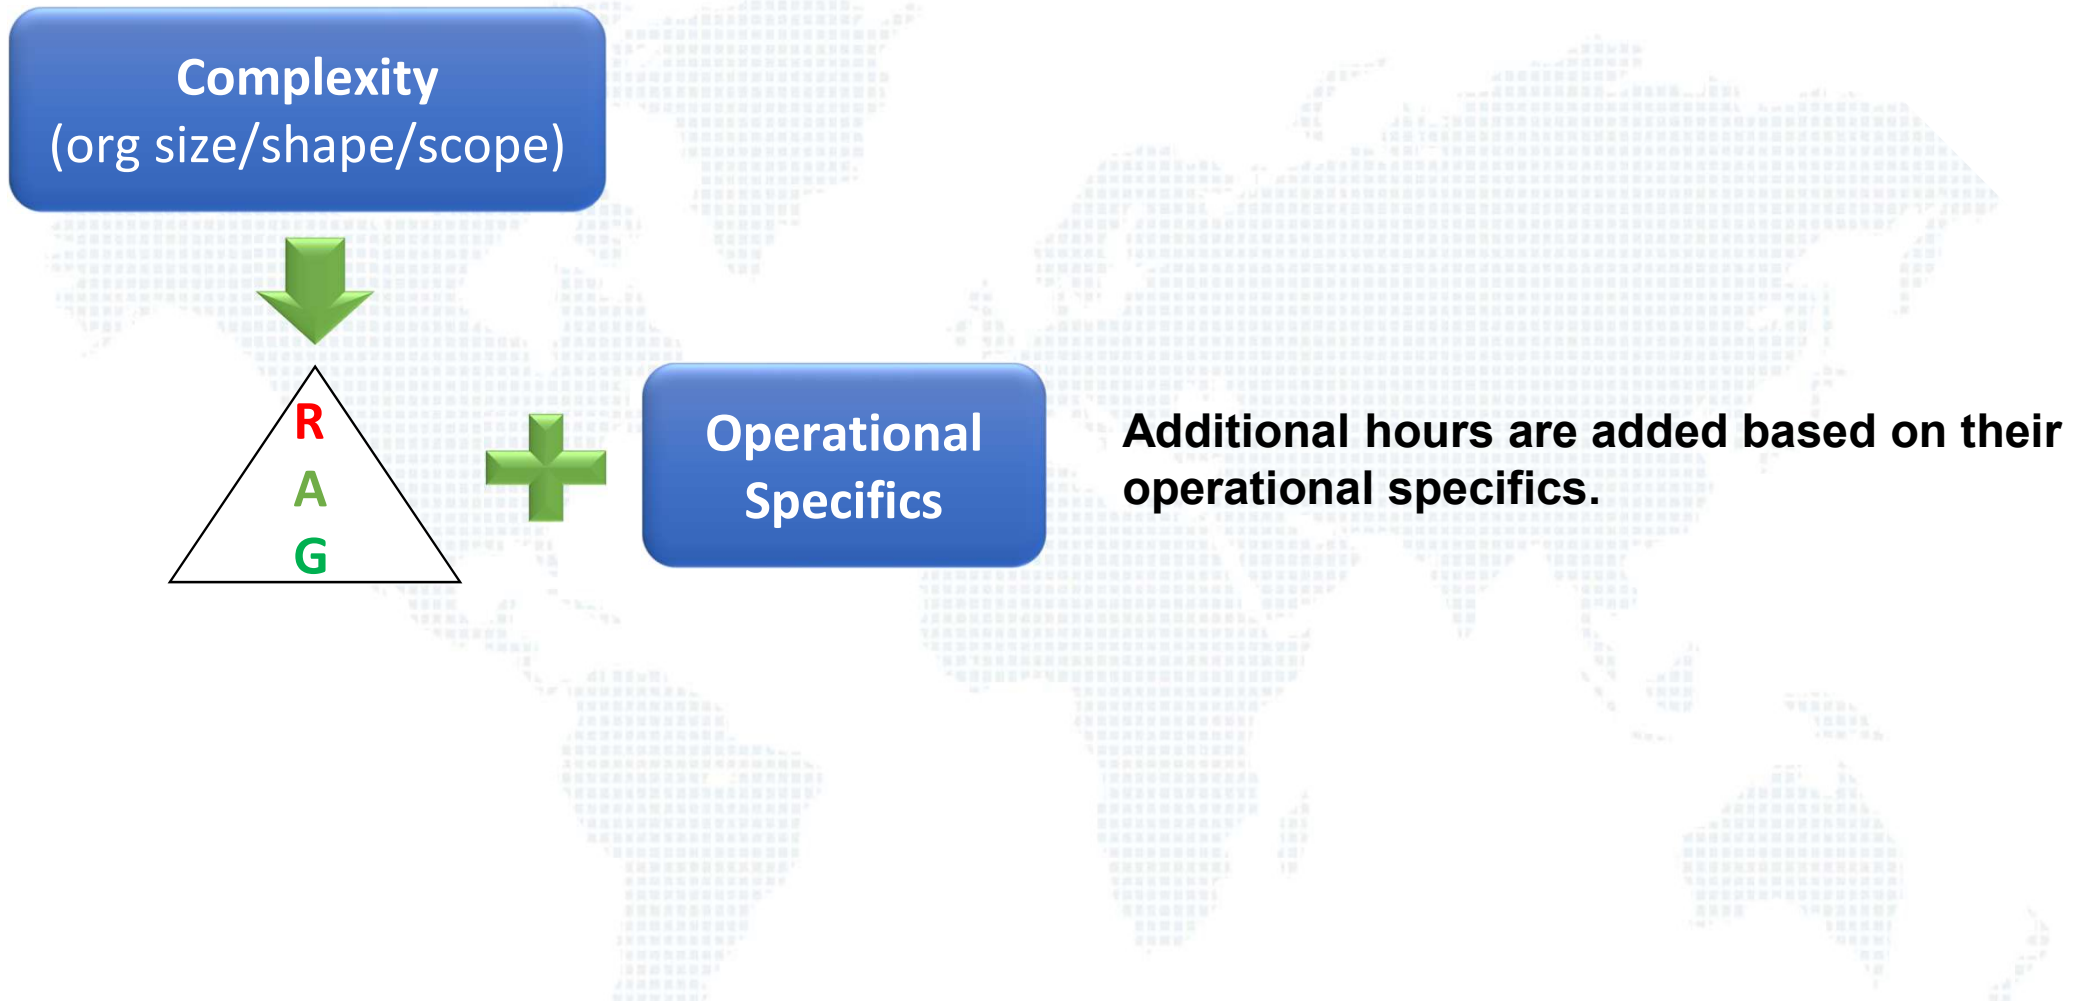 Complexity
(org size/shape/scope)
R
A
G
Operational
Specifics
Additional hours are added based on their
operational specifics.